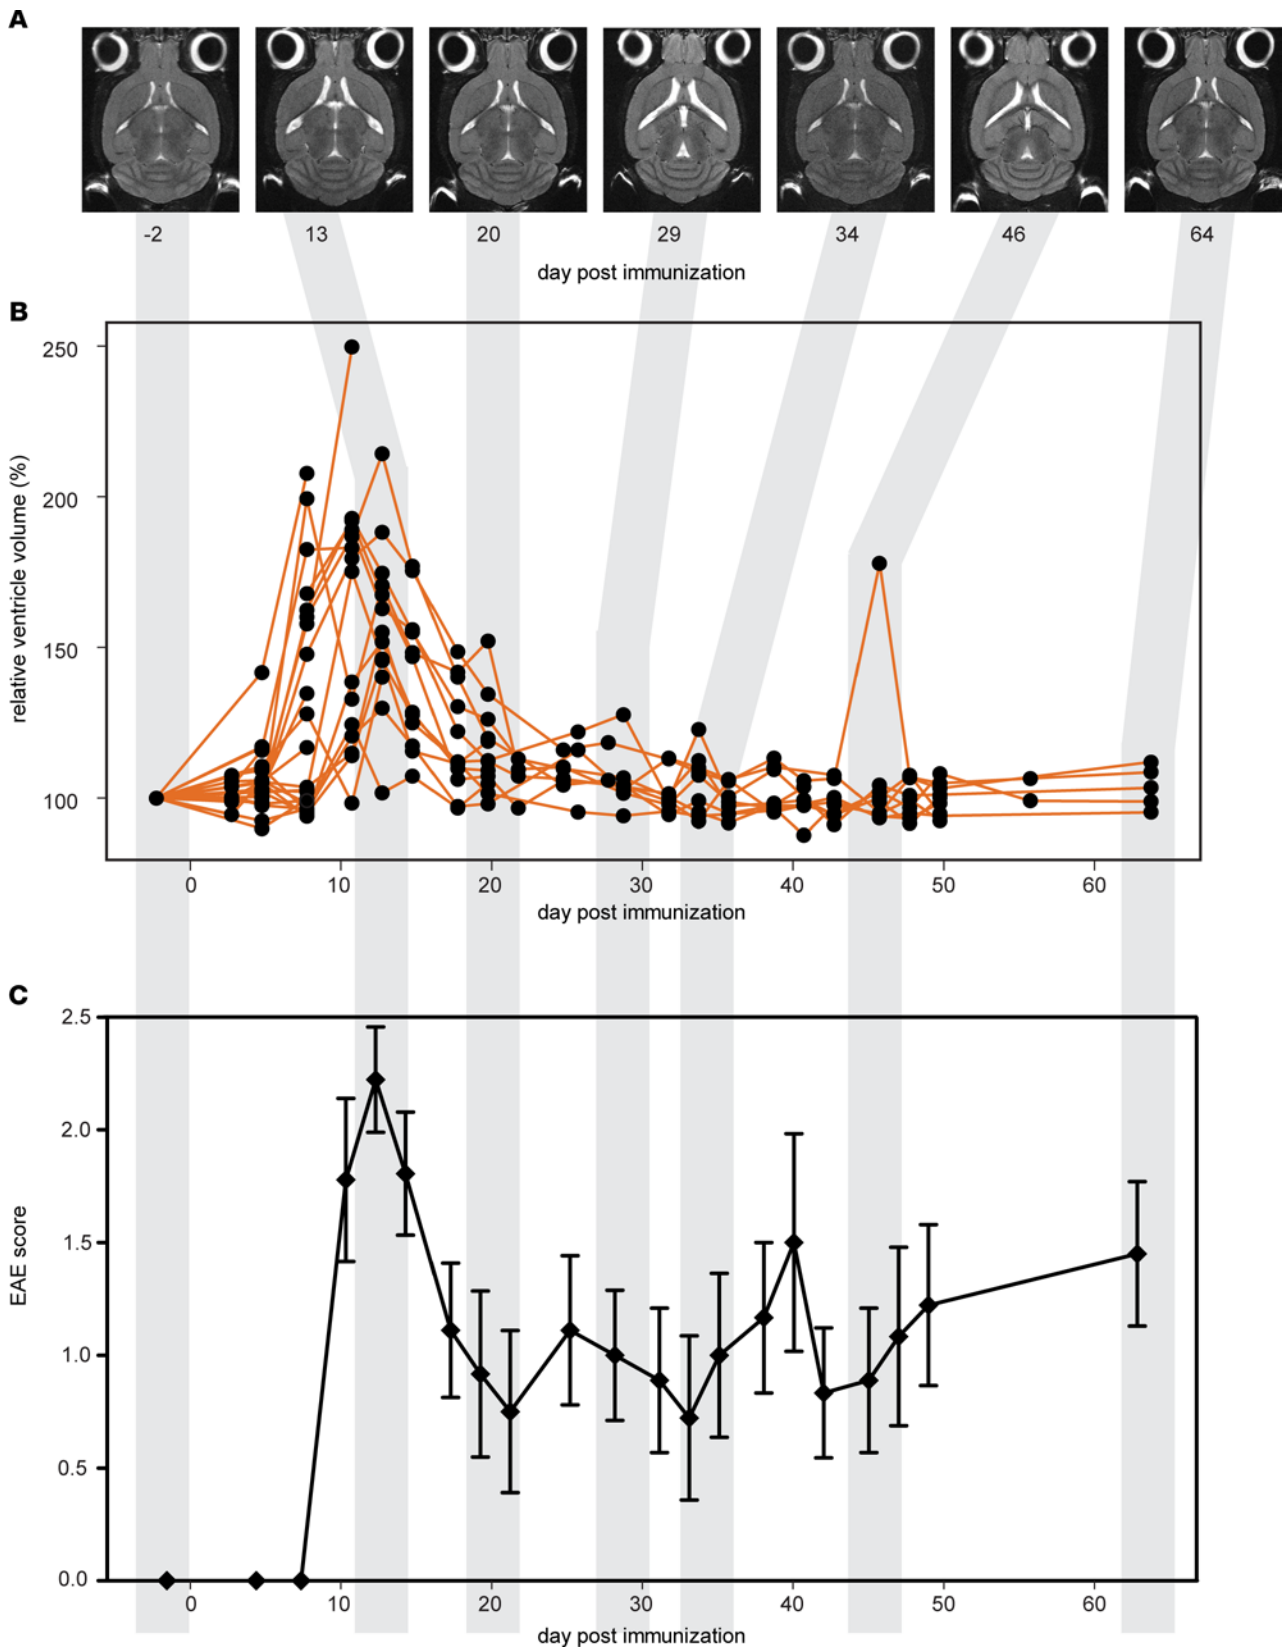 A
-2 13 20 29 34 46 64
day post immunization
B
relative ventricle volume (%)
250
200
150
100
0 10 20 30 40 50 60
day post immunization
C
EAE score
2.5
2.0
1.5
1.0
0.5
0.0
0 10 20 30 40 50 60
day post immunization